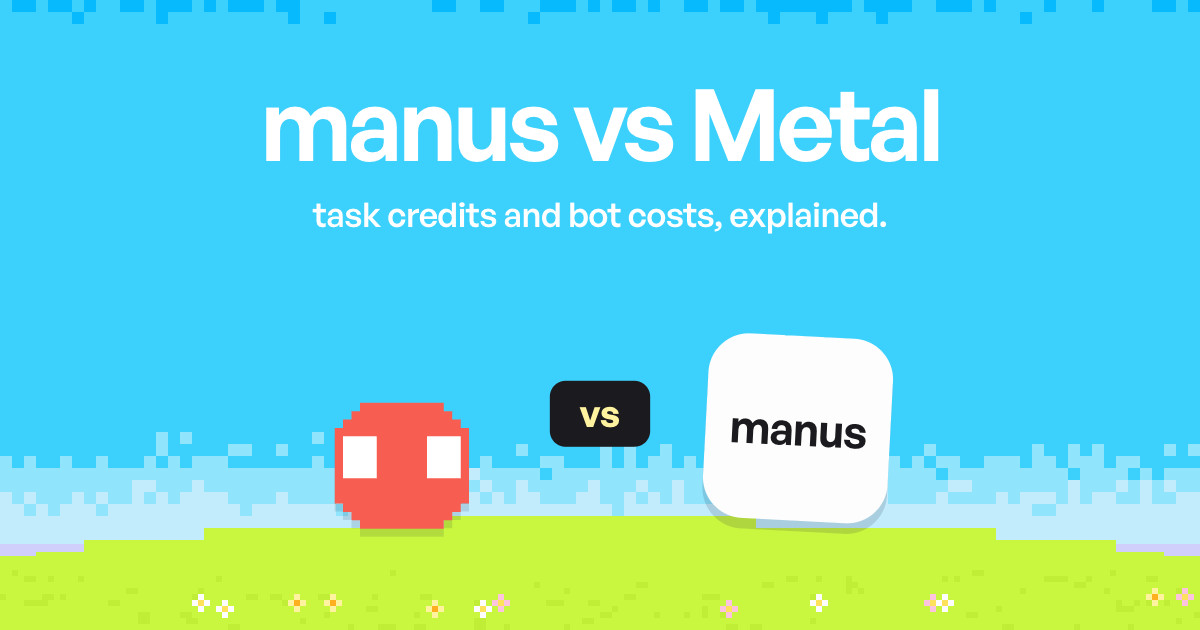 manus vs Metal
task credits and bot costs, explained.
vs
manus